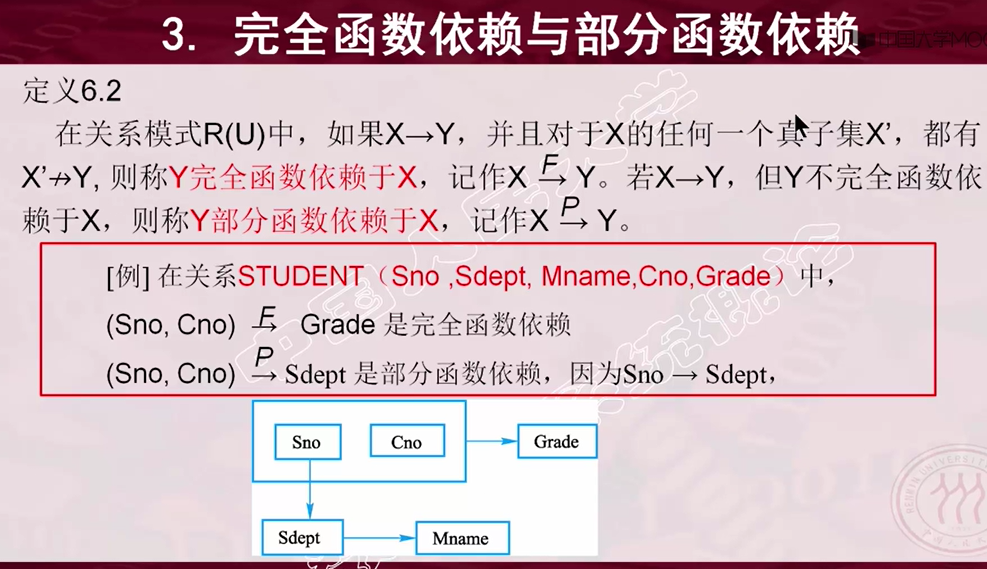 3. 完全函数依赖与部分函数依赖
中国大学MOO
定义6.2
在关系模式R(U)中，如果X→Y，并且对于X的任何一个真子集X’，都有
X’↛Y, 则称Y完全函数依赖于X，记作X F→ Y。若X→Y，但Y不完全函数依
赖于X，则称Y部分函数依赖于X，记作X P→ Y。
[例] 在关系STUDENT（Sno ,Sdept, Mname,Cno,Grade）中，
(Sno, Cno) F→ Grade 是完全函数依赖
(Sno, Cno) P→ Sdept 是部分函数依赖，因为Sno → Sdept，
Sno
Cno
Grade
Sdept
Mname